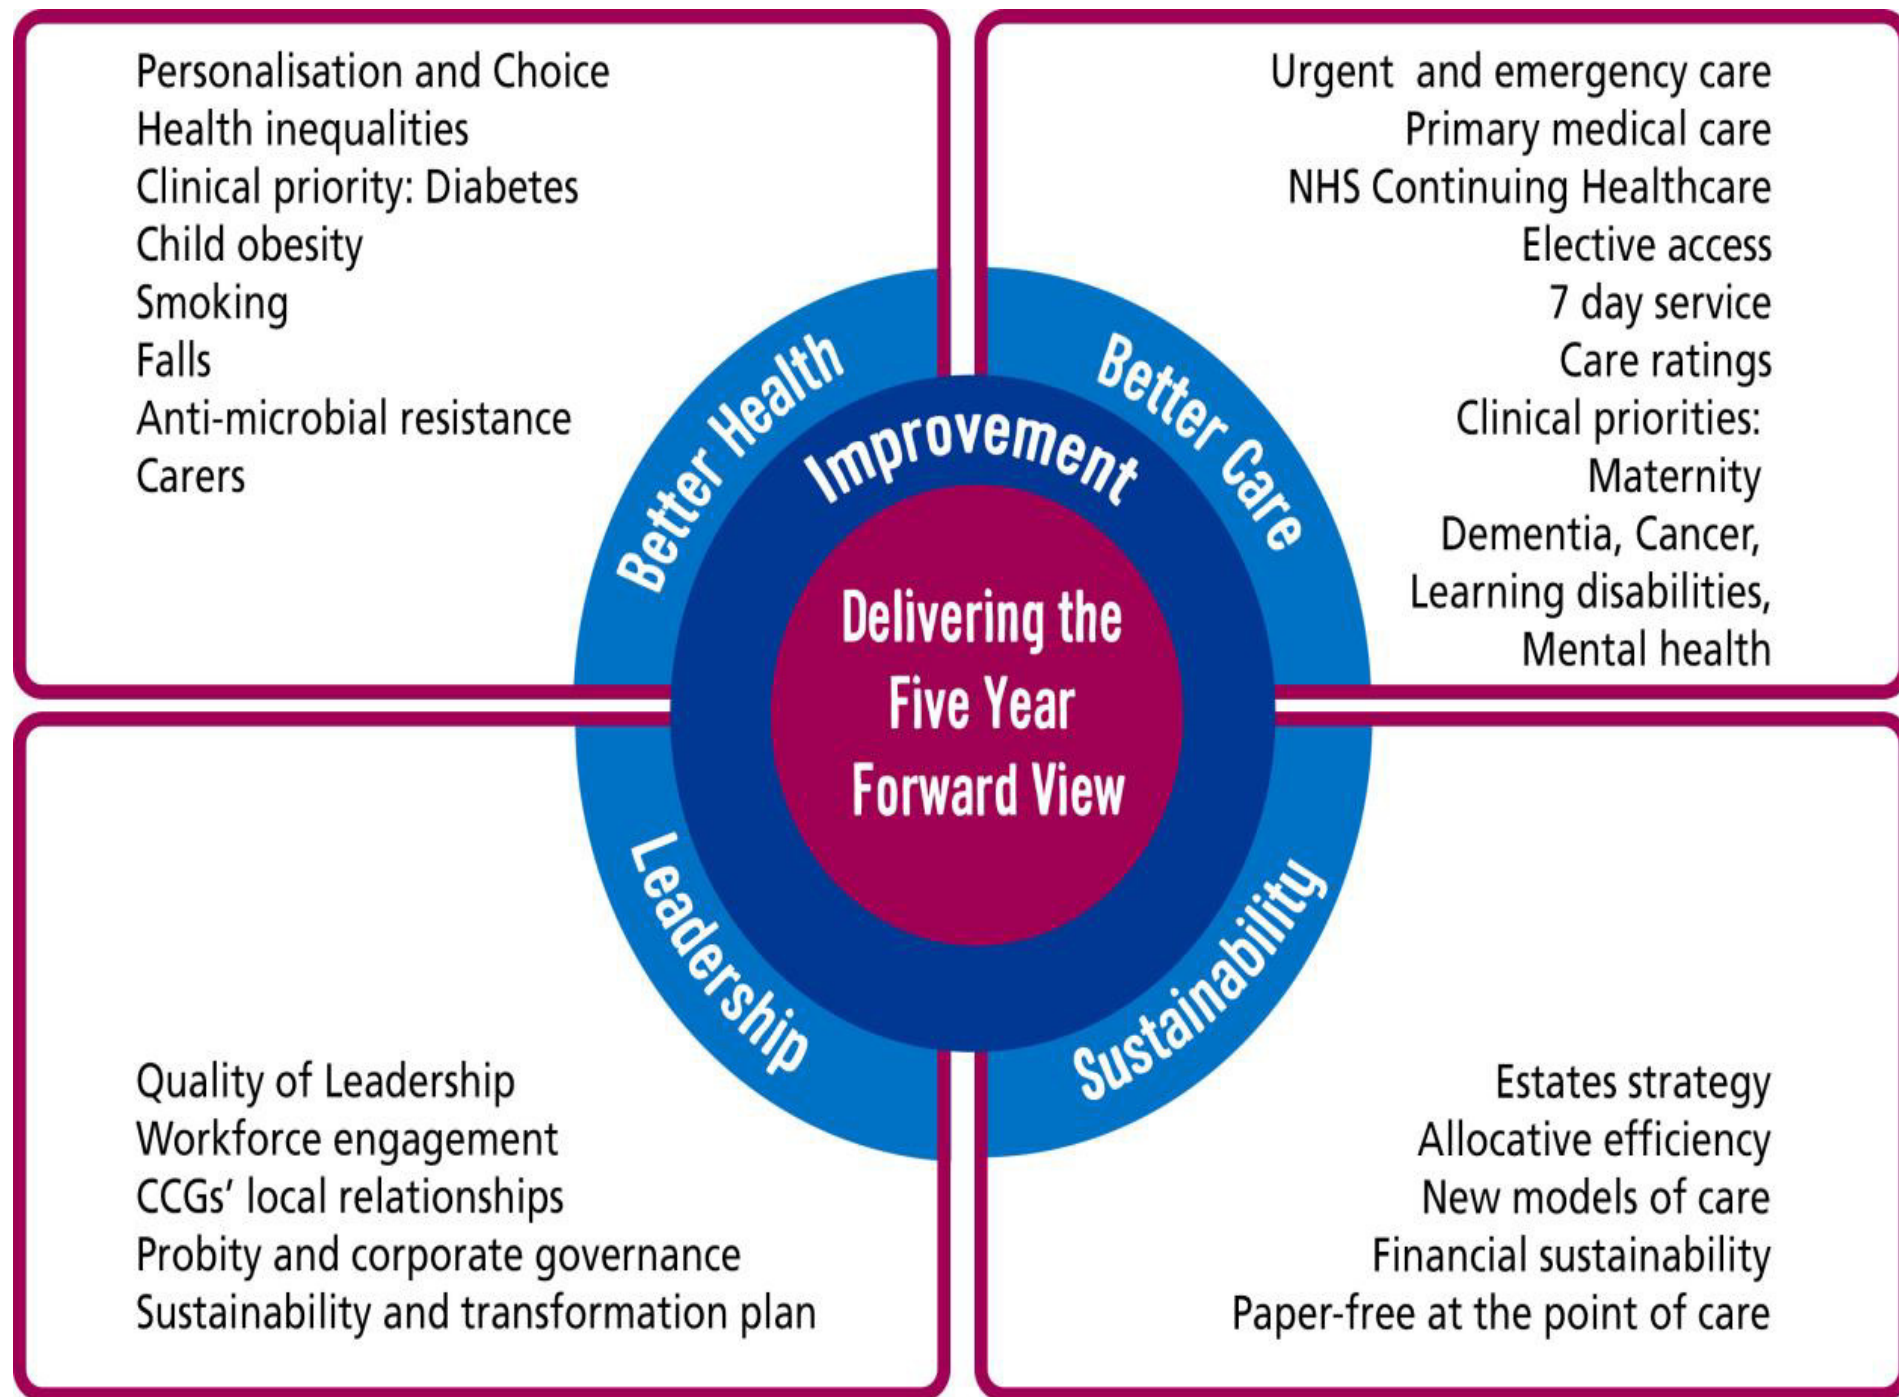 Personalisation and Choice
Health inequalities
Clinical priority: Diabetes
Child obesity
Smoking
Falls
Anti-microbial resistance
Carers
Urgent and emergency care
Primary medical care
NHS Continuing Healthcare
Elective access
7 day service
Care ratings
Clinical priorities:
Maternity
Dementia, Cancer,
Learning disabilities,
Mental health
Better Health
Better Care
Improvement
Delivering the
Five Year
Forward View
Leadership
Sustainability
Quality of Leadership
Workforce engagement
CCGs’ local relationships
Probity and corporate governance
Sustainability and transformation plan
Estates strategy
Allocative efficiency
New models of care
Financial sustainability
Paper-free at the point of care